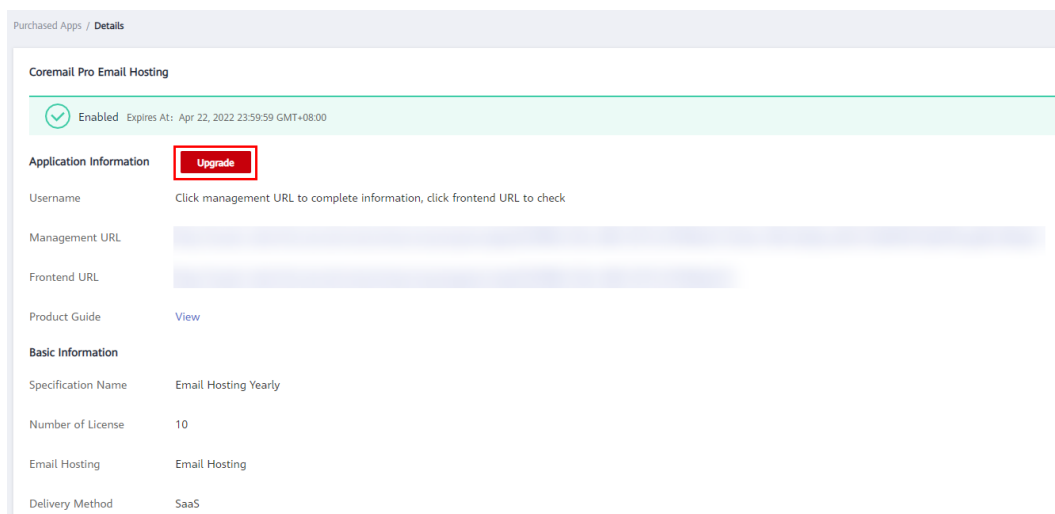 Purchased Apps / Details
Coremail Pro Email Hosting
Enabled Expires At: Apr 22, 2022 23:59:59 GMT+08:00
Application Information Upgrade
Username Click management URL to complete information, click frontend URL to check
Management URL
Frontend URL
Product Guide View
Basic Information
Specification Name Email Hosting Yearly
Number of License 10
Email Hosting Email Hosting
Delivery Method SaaS